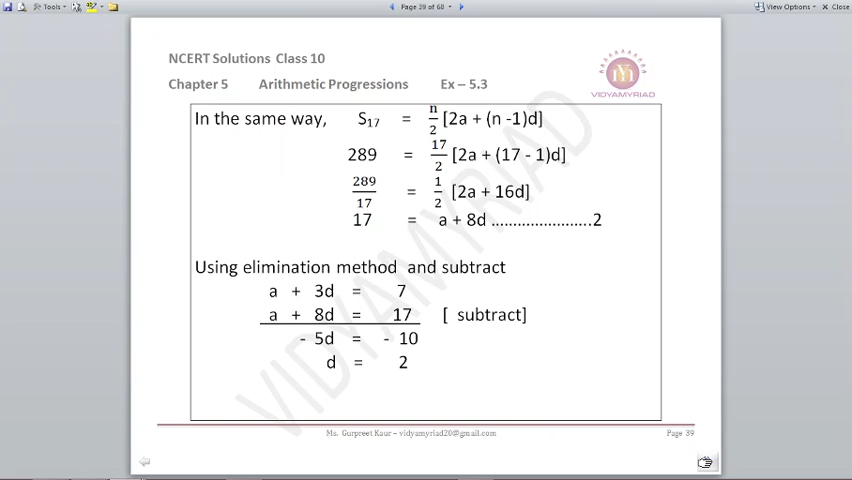 Tools Page 39 of 68 View Options Close
NCERT Solutions Class 10
Chapter 5 Arithmetic Progressions Ex – 5.3
VIDYAMYRIAD
In the same way, S₁₇ = n/2 [2a + (n -1)d]
289 = 17/2 [2a + (17 - 1)d]
289/17 = 1/2 [2a + 16d]
17 = a + 8d .......................2
Using elimination method and subtract
a + 3d = 7
a + 8d = 17 [ subtract]
- 5d = - 10
d = 2
VIDYAMYRIAD
Ms. Gurpreet Kaur – vidyamyriad20@gmail.com Page 39